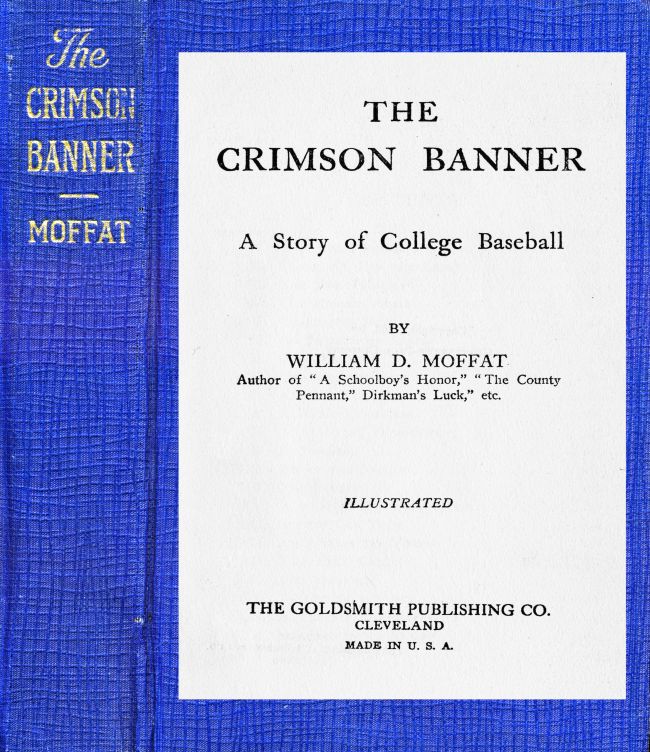 The
CRIMSON
BANNER
MOFFAT
THE
CRIMSON BANNER
A Story of College Baseball
BY
WILLIAM D. MOFFAT
Author of "A Schoolboy's Honor," "The County
Pennant," Dirkman's Luck," etc.
ILLUSTRATED
THE GOLDSMITH PUBLISHING CO.
CLEVELAND
MADE IN U. S. A.